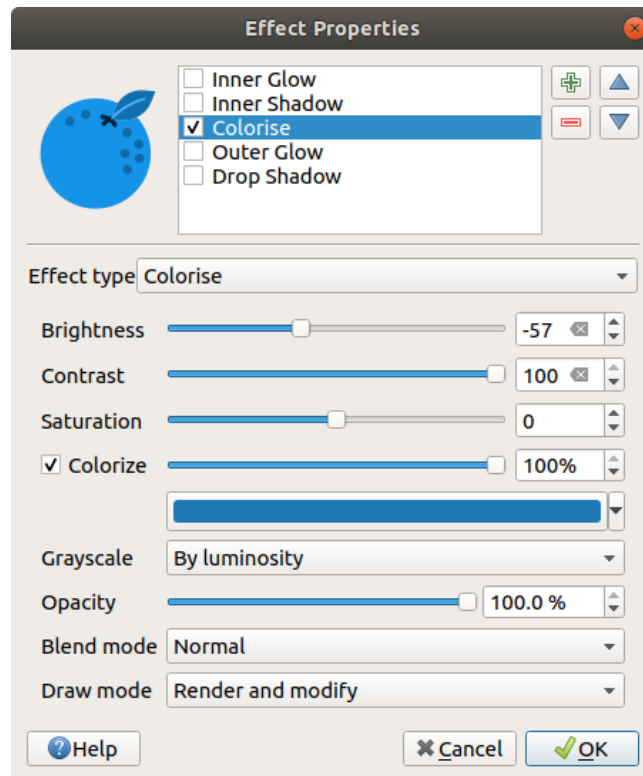 Effect Properties
Inner Glow
Inner Shadow
Colorise
Outer Glow
Drop Shadow
Effect type Colorise
Brightness -57
Contrast 100
Saturation 0
Colorize 100%
Grayscale By luminosity
Opacity 100.0 %
Blend mode Normal
Draw mode Render and modify
Help Cancel OK